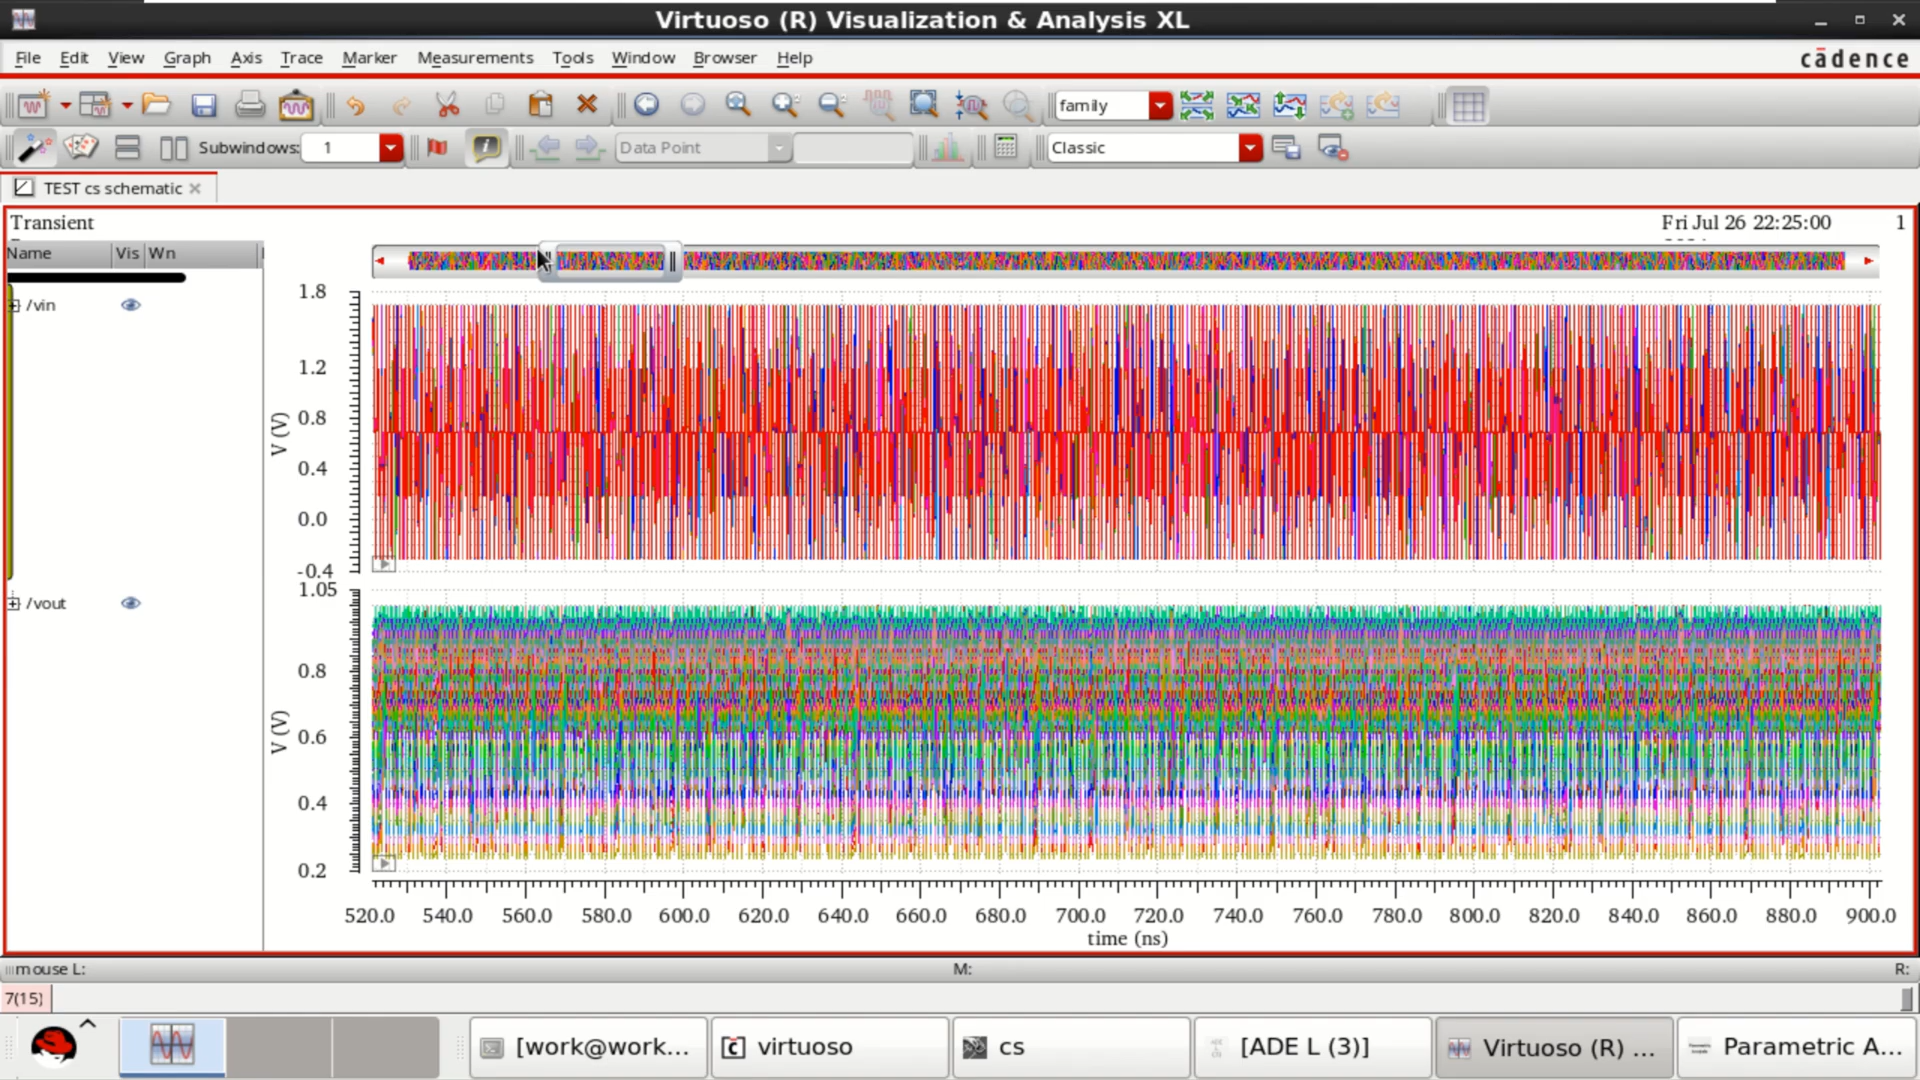 Virtuoso (R) Visualization & Analysis XL
File Edit View Graph Axis Trace Marker Measurements Tools Window Browser Help cādence
family
Subwindows: 1 Data Point Classic
TEST cs schematic
Transient Fri Jul 26 22:25:00 1
Name Vis Wn
/vin
1.8
1.2
0.8
0.4
0.0
-0.4
V (V)
/vout
1.05
0.8
0.6
0.4
0.2
V (V)
520.0 540.0 560.0 580.0 600.0 620.0 640.0 660.0 680.0 700.0 720.0 740.0 760.0 780.0 800.0 820.0 840.0 860.0 880.0 900.0
time (ns)
mouse L: M: R:
7(15)
[work@work... virtuoso cs [ADE L (3)] Virtuoso (R) ... Parametric A...